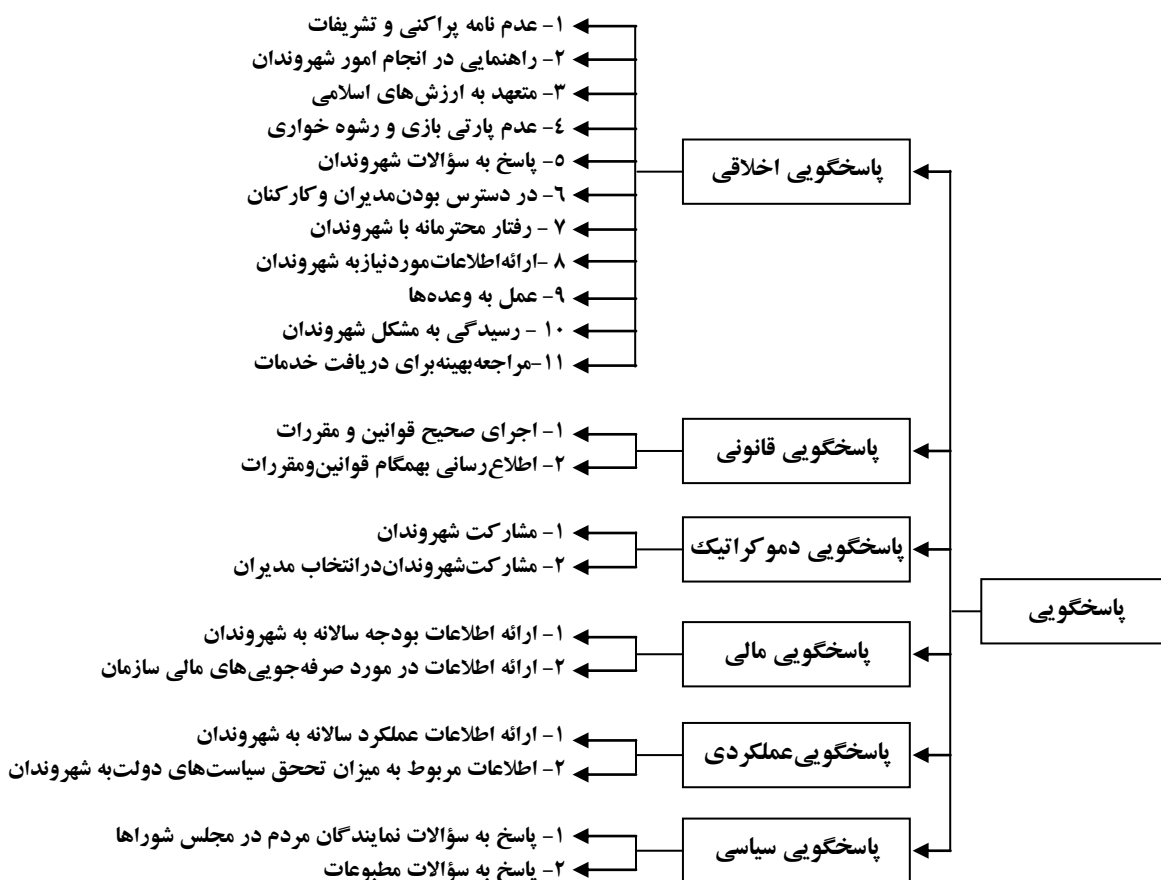 پاسخگویی
پاسخگویی اخلاقی
۱- عدم نامه پراکنی و تشریفات
۲- راهنمایی در انجام امور شهروندان
۳- متعهد به ارزش‌های اسلامی
٤- عدم پارتی بازی و رشوه خواری
٥- پاسخ به سؤالات شهروندان
٦- در دسترس بودن‌مدیران وکارکنان
۷ - رفتار محترمانه با شهروندان
۸ -ارائه‌اطلاعات‌موردنیازبه شهروندان
۹- عمل به وعده‌ها
۱۰ - رسیدگی به مشکل شهروندان
۱۱-مراجعه‌بهینه‌برای دریافت خدمات
پاسخگویی قانونی
۱- اجرای صحیح قوانین و مقررات
۲- اطلاع‌رسانی بهمگام قوانین‌ومقررات
پاسخگویی دموکراتیك
۱- مشارکت شهروندان
۲- مشارکت‌شهروندان‌درانتخاب مدیران
پاسخگویی مالی
۱- ارائه اطلاعات بودجه سالانه به شهروندان
۲- ارائه اطلاعات در مورد صرفه‌جویی‌های مالی سازمان
پاسخگویی‌عملکردی
۱- ارائه اطلاعات عملکرد سالانه به شهروندان
۲- اطلاعات مربوط به میزان تححق سیاست‌های دولت‌به شهروندان
پاسخگویی سیاسی
۱- پاسخ به سؤالات نمایندگان مردم در مجلس شوراها
۲- پاسخ به سؤالات مطبوعات